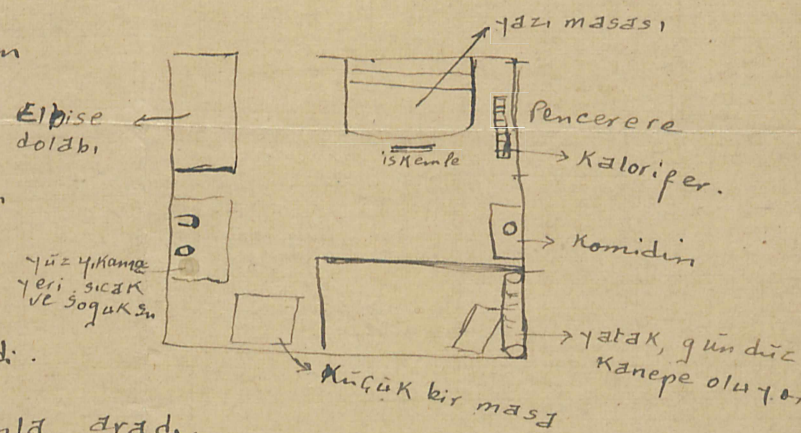 yazı masası
Elbise
dolabı
Pencerere
iskemle
Kalorifer.
Komidin
yüz yıkama
yeri sıcak
ve soğuk su
yatak, gündüz
Kanepe oluyor
Küçük bir masa
aradı